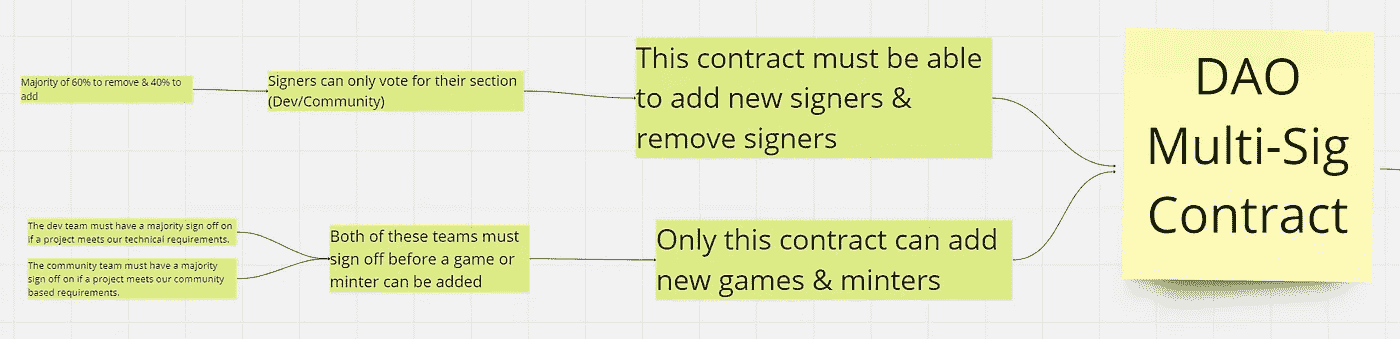 Majority of 60% to remove & 40% to
add
Signers can only vote for their section
(Dev/Community)
This contract must be able
to add new signers &
remove signers
DAO
Multi-Sig
Contract
The dev team must have a majority sign off on
if a project meets our technical requirements.
The community team must have a majority
sign off on if a project meets our community
based requirements.
Both of these teams must
sign off before a game or
minter can be added
Only this contract can add
new games & minters